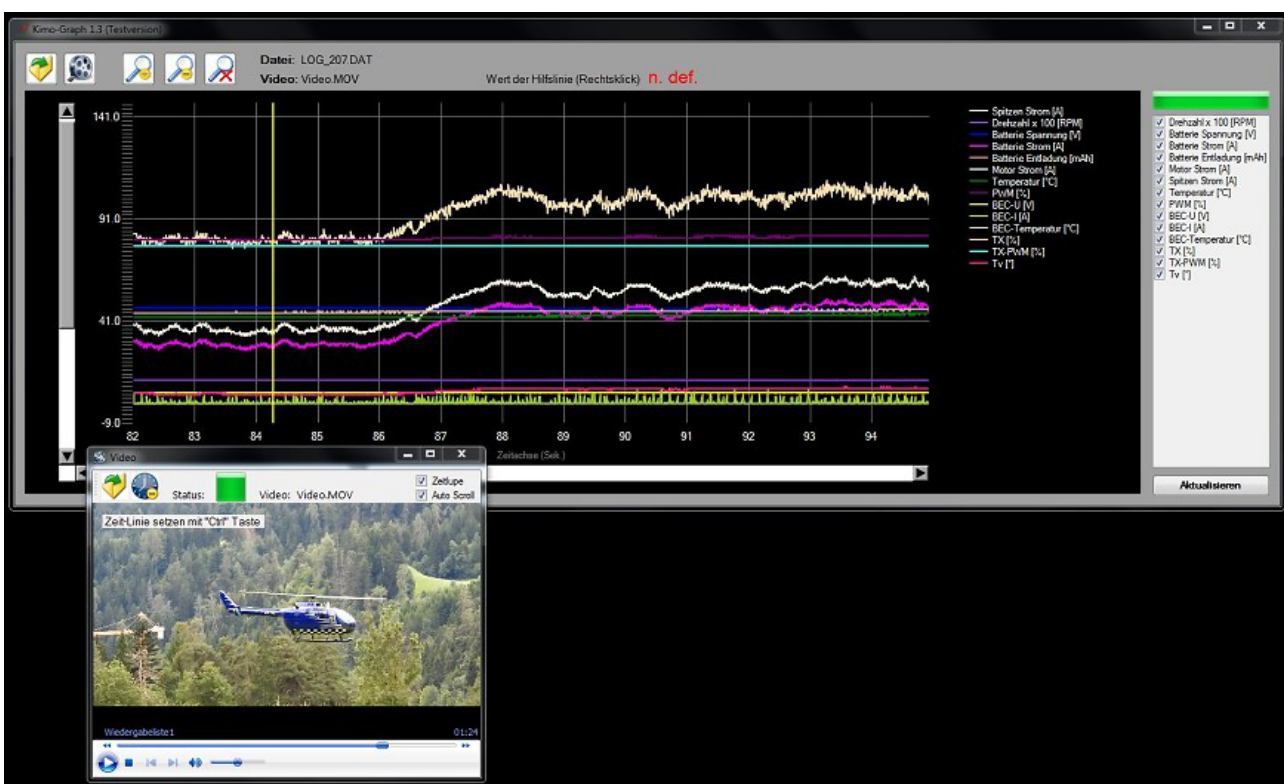 Kimo-Graph 1.3 (Testversion)
Datei: LOG_207.DAT
Video: Video.MOV
Wert der Hilfslinie (Rechtsklick) n. def.
141.0
91.0
41.0
-9.0
82 83 84 85 86 87 88 89 90 91 92 93 94
Zeitachse (Sek.)
Spitzen Strom [A]
Drehzahl x 100 [RPM]
Batterie Spannung [V]
Batterie Strom [A]
Batterie Entladung [mAh]
Motor Strom [A]
Temperatur [°C]
PWM [%]
BEC-U [V]
BEC-I [A]
BEC-Temperatur [°C]
TX [%]
TX-PWM [%]
Tv [°]
Drehzahl x 100 [RPM]
Batterie Spannung [V]
Batterie Strom [A]
Batterie Entladung [mAh]
Motor Strom [A]
Spitzen Strom [A]
Temperatur [°C]
PWM [%]
BEC-U [V]
BEC-I [A]
BEC-Temperatur [°C]
TX [%]
TX-PWM [%]
Tv [°]
Aktualisieren
Video
Status:
Video: Video.MOV
Zeitlupe
Auto Scroll
Zeit-Linie setzen mit "Ctrl" Taste
Wiedergabeliste1
01:24